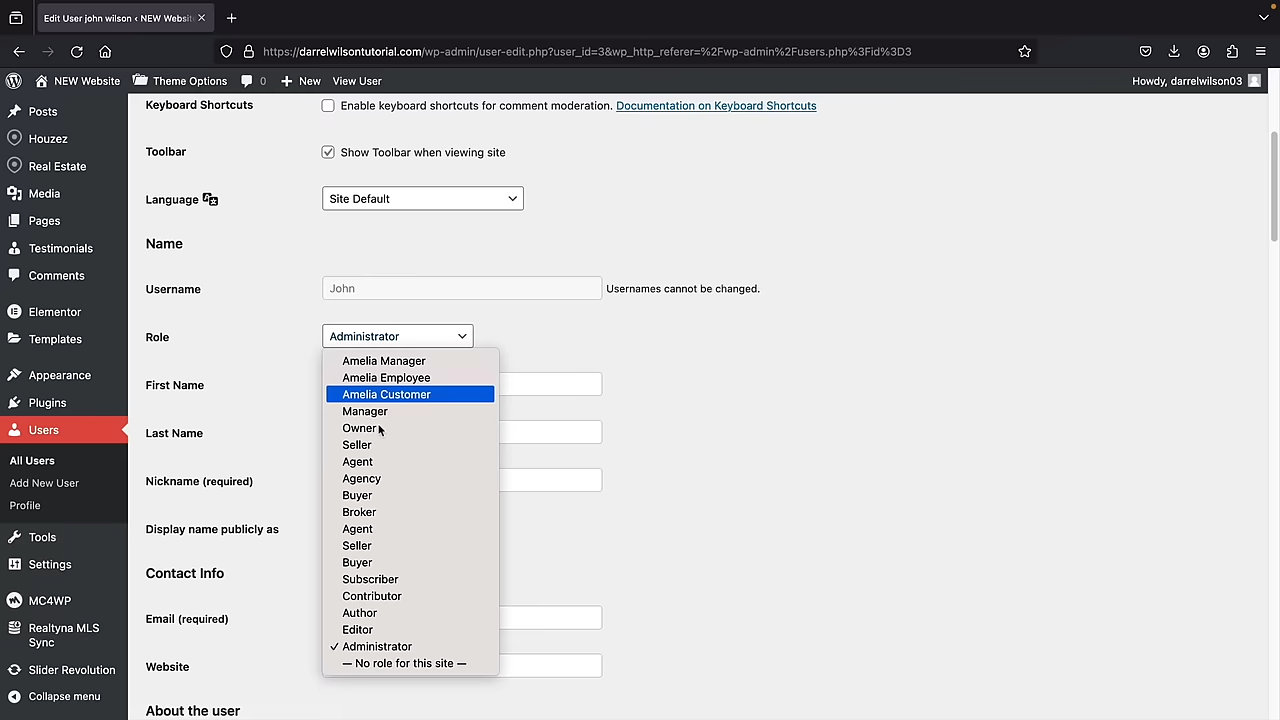 Edit User john wilson ‹ NEW Websit
https://darrelwilsontutorial.com/wp-admin/user-edit.php?user_id=3&wp_http_referer=%2Fwp-admin%2Fusers.php%3Fid%3D3
NEW Website Theme Options 0 New View User Howdy, darrelwilson03
Posts
Houzez
Real Estate
Media
Pages
Testimonials
Comments
Elementor
Templates
Appearance
Plugins
Users
All Users
Add New User
Profile
Tools
Settings
MC4WP
Realtyna MLS
Sync
Slider Revolution
Collapse menu
Keyboard Shortcuts Enable keyboard shortcuts for comment moderation. Documentation on Keyboard Shortcuts
Toolbar Show Toolbar when viewing site
Language Site Default
Name
Username John Usernames cannot be changed.
Role Administrator
Amelia Manager
Amelia Employee
Amelia Customer
Manager
Owner
Seller
Agent
Agency
Buyer
Broker
Agent
Seller
Buyer
Subscriber
Contributor
Author
Editor
✓ Administrator
— No role for this site —
First Name
Last Name
Nickname (required)
Display name publicly as
Contact Info
Email (required)
Website
About the user